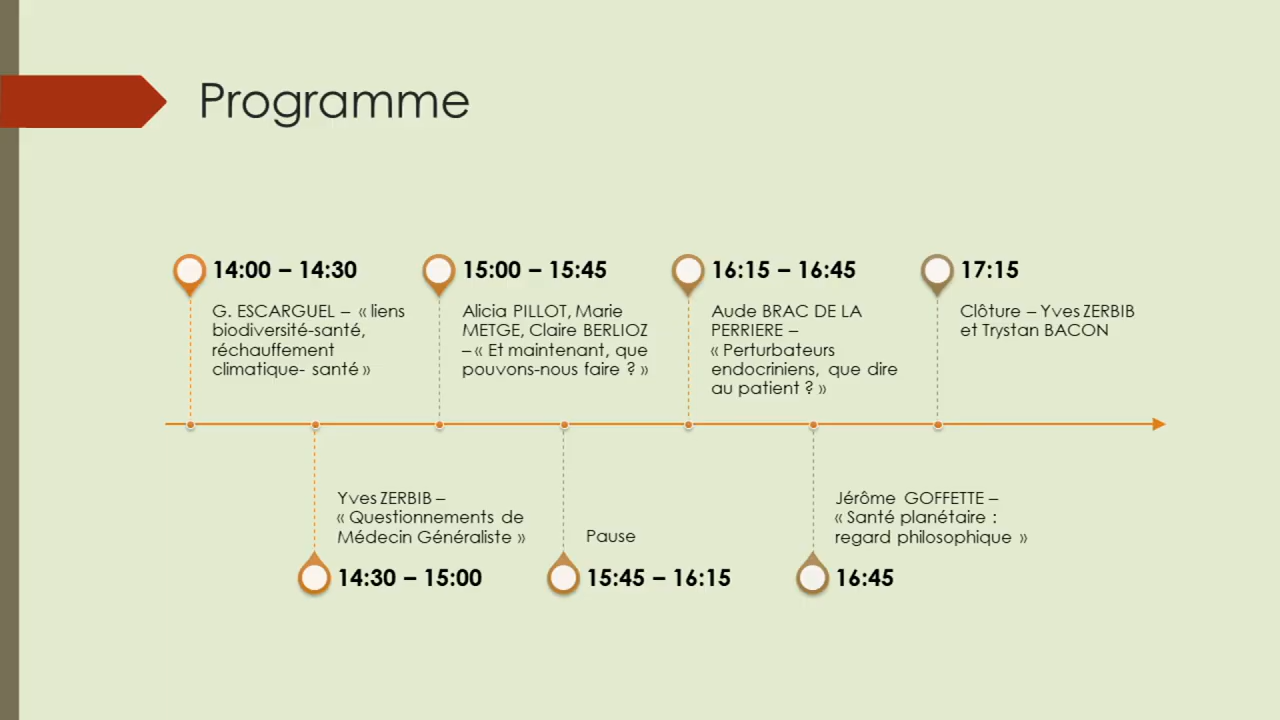 Programme
14:00 – 14:30
G. ESCARGUEL – « liens
biodiversité-santé,
réchauffement
climatique- santé »
15:00 – 15:45
Alicia PILLOT, Marie
METGE, Claire BERLIOZ
– « Et maintenant, que
pouvons-nous faire ? »
16:15 – 16:45
Aude BRAC DE LA
PERRIERE –
« Perturbateurs
endocriniens, que dire
au patient ? »
17:15
Clôture – Yves ZERBIB
et Trystan BACON
Yves ZERBIB –
« Questionnements de
Médecin Généraliste »
14:30 – 15:00
Pause
15:45 – 16:15
Jérôme GOFFETTE –
« Santé planétaire :
regard philosophique »
16:45